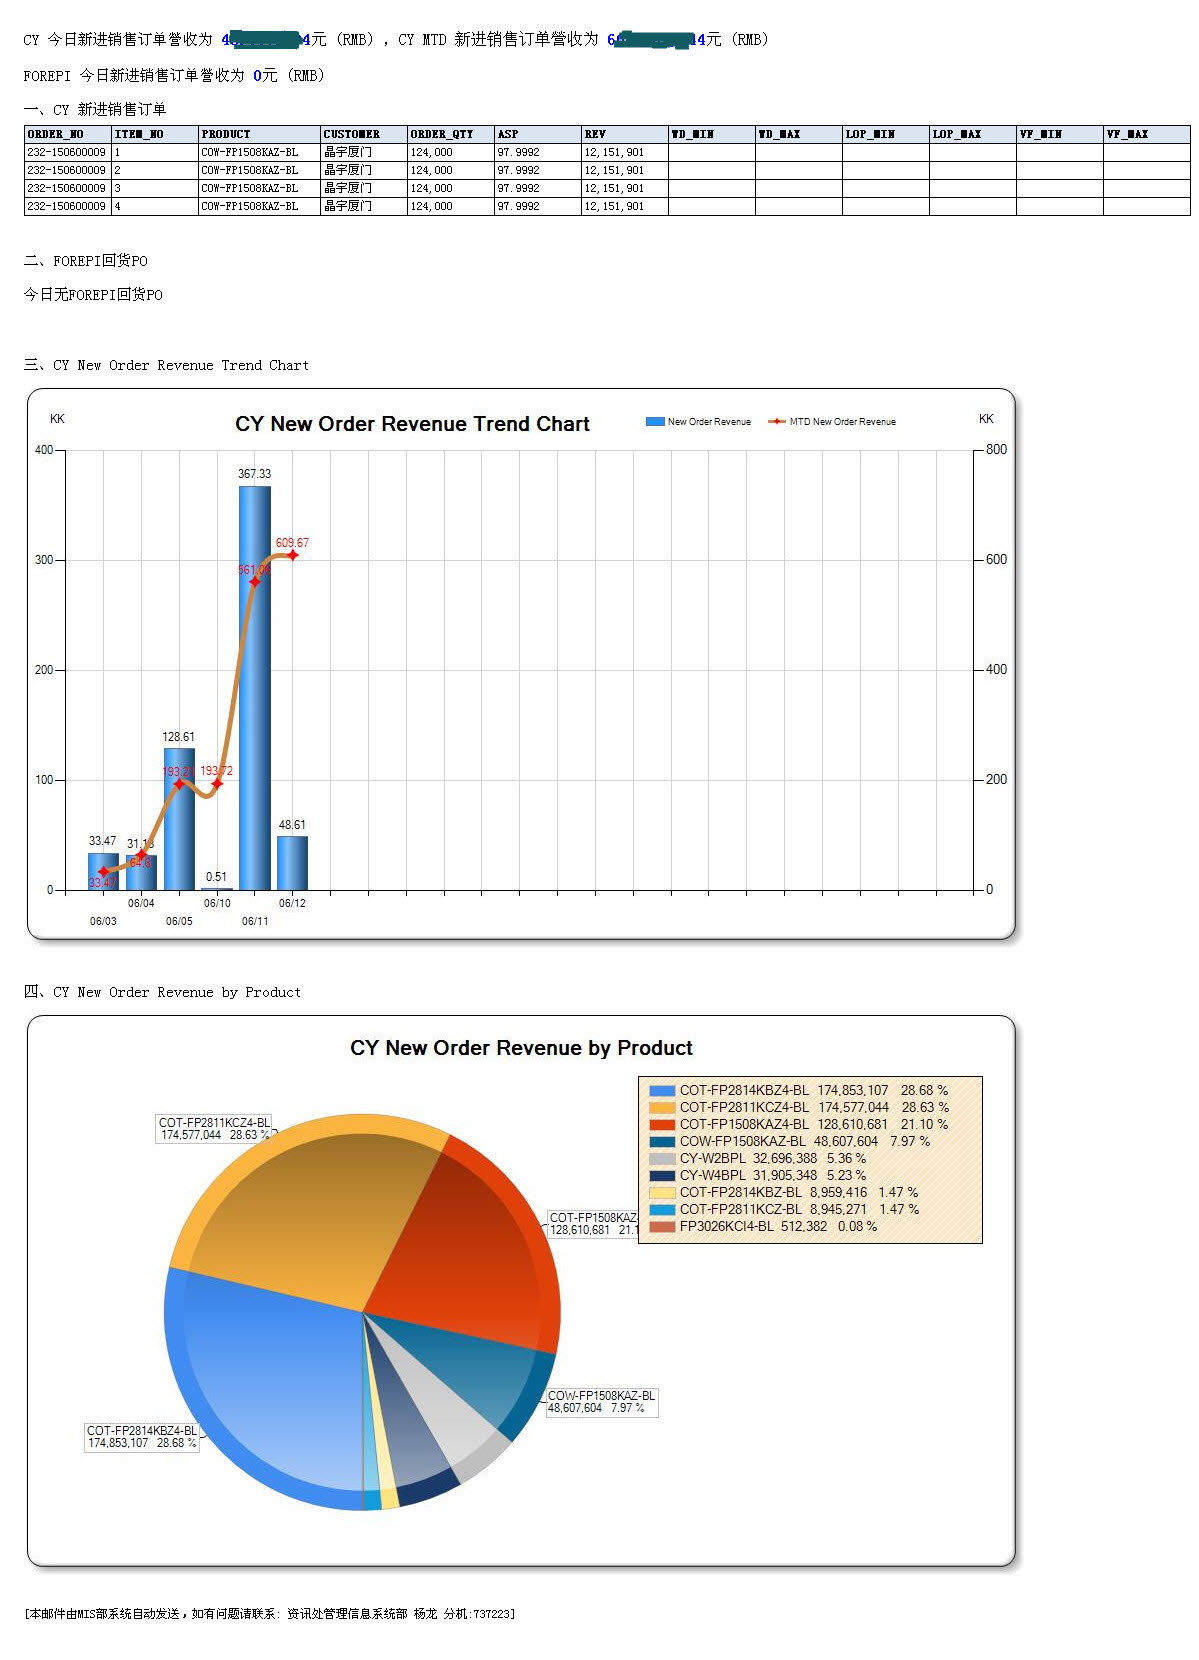 CY 今日新进销售订单营收为 4元 (RMB) , CY MTD 新进销售订单营收为 644元 (RMB)
FOREPI 今日新进销售订单营收为 0元 (RMB)
一、CY 新进销售订单
ORDER_NO ITEM_NO PRODUCT CUSTOMER ORDER_QTY ASP REV WD_MIN WD_MAX LOP_MIN LOP_MAX VF_MIN VF_MAX
232-150600009 1 COW-FP1508KAZ-BL 晶宇厦门 124,000 97.9992 12,151,901
232-150600009 2 COW-FP1508KAZ-BL 晶宇厦门 124,000 97.9992 12,151,901
232-150600009 3 COW-FP1508KAZ-BL 晶宇厦门 124,000 97.9992 12,151,901
232-150600009 4 COW-FP1508KAZ-BL 晶宇厦门 124,000 97.9992 12,151,901
二、FOREPI回货PO
今日无FOREPI回货PO
三、CY New Order Revenue Trend Chart
KK
CY New Order Revenue Trend Chart
New Order Revenue
MTD New Order Revenue
KK
400
800
367.33
609.67
300
600
200
400
128.61
193.72
100
200
48.61
33.47
33.47
0.51
0
0
06/03
06/04
06/05
06/10
06/11
06/12
四、CY New Order Revenue by Product
CY New Order Revenue by Product
COT-FP2814KBZ4-BL 174,853,107 28.68 %
COT-FP2811KCZ4-BL 174,577,044 28.63 %
COT-FP1508KAZ4-BL 128,610,681 21.10 %
COW-FP1508KAZ-BL 48,607,604 7.97 %
CY-W2BPL 32,696,388 5.36 %
CY-W4BPL 31,905,348 5.23 %
COT-FP2814KBZ-BL 8,959,416 1.47 %
COT-FP2811KCZ-BL 8,945,271 1.47 %
FP3026KCI4-BL 512,382 0.08 %
COT-FP2811KCZ4-BL
174,577,044 28.63 %
COT-FP1508KAZ
128,610,681 21.1
COW-FP1508KAZ-BL
48,607,604 7.97 %
COT-FP2814KBZ4-BL
174,853,107 28.68 %
[本邮件由MIS部系统自动发送，如有问题请联系: 资讯处管理信息系统部 杨龙 分机:737223]